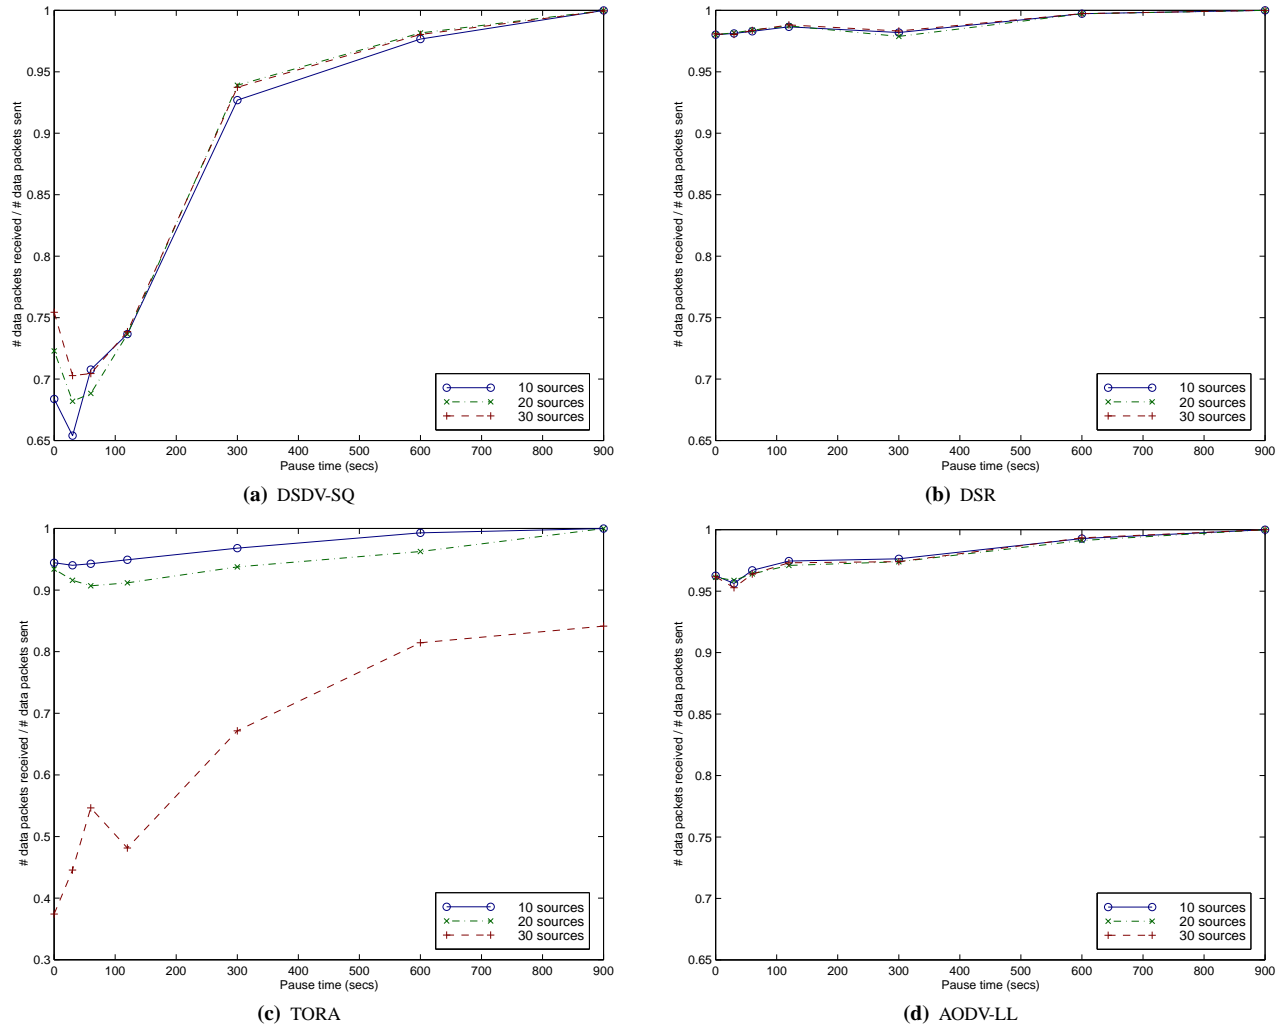 1
0.95
0.9
0.85
0.8
0.75
0.7
0.65
# data packets received / # data packets sent
10 sources
20 sources
30 sources
0 100 200 300 400 500 600 700 800 900
Pause time (secs)
(a) DSDV-SQ
1
0.95
0.9
0.85
0.8
0.75
0.7
0.65
# data packets received / # data packets sent
10 sources
20 sources
30 sources
0 100 200 300 400 500 600 700 800 900
Pause time (secs)
(b) DSR
1
0.9
0.8
0.7
0.6
0.5
0.4
0.3
# data packets received / # data packets sent
10 sources
20 sources
30 sources
0 100 200 300 400 500 600 700 800 900
Pause time (secs)
(c) TORA
1
0.95
0.9
0.85
0.8
0.75
0.7
0.65
# data packets received / # data packets sent
10 sources
20 sources
30 sources
0 100 200 300 400 500 600 700 800 900
Pause time (secs)
(d) AODV-LL